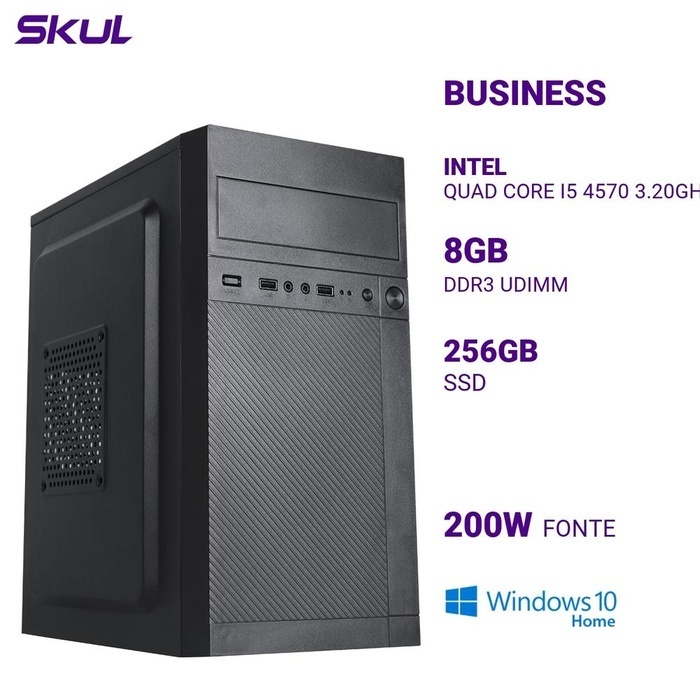 SKUL
BUSINESS
INTEL
QUAD CORE I5 4570 3.20GH
8GB
DDR3 UDIMM
256GB
SSD
200W FONTE
Windows 10
Home